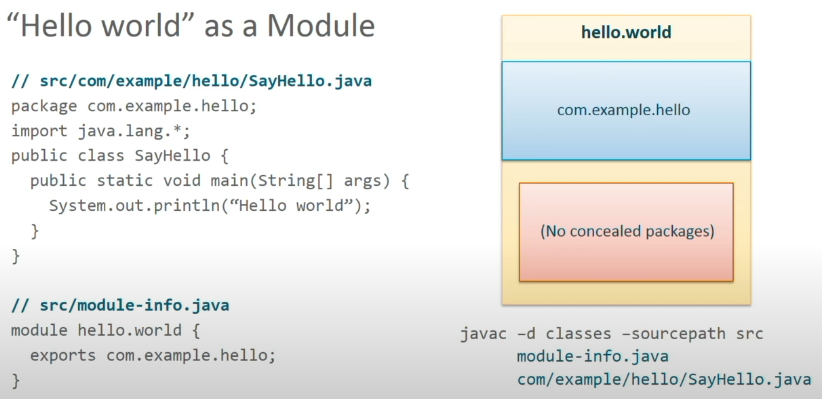 “Hello world” as a Module
// src/com/example/hello/SayHello.java
package com.example.hello;
import java.lang.*;
public class SayHello {
  public static void main(String[] args) {
    System.out.println(“Hello world”);
  }
}
// src/module-info.java
module hello.world {
  exports com.example.hello;
}
hello.world
com.example.hello
(No concealed packages)
javac –d classes –sourcepath src
module-info.java
com/example/hello/SayHello.java